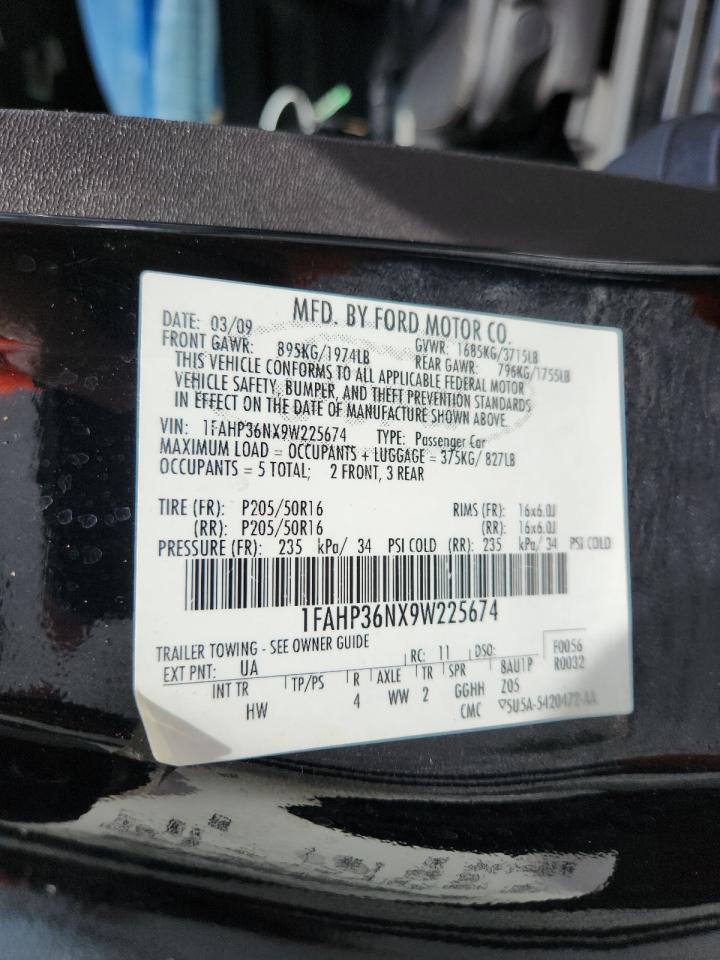 MFD. BY FORD MOTOR CO.
DATE: 03/09 GVWR: 1685KG/3715LB
FRONT GAWR: 895KG/1974LB REAR GAWR: 796KG/1755LB
THIS VEHICLE CONFORMS TO ALL APPLICABLE FEDERAL MOTOR
VEHICLE SAFETY, BUMPER, AND THEFT PREVENTION STANDARDS
IN EFFECT ON THE DATE OF MANUFACTURE SHOWN ABOVE.
VIN: 1FAHP36NX9W225674 TYPE: Passenger Car
MAXIMUM LOAD = OCCUPANTS + LUGGAGE = 375KG/ 827LB
OCCUPANTS = 5 TOTAL; 2 FRONT, 3 REAR
TIRE (FR): P205/50R16 RIMS (FR): 16x6.0J
(RR): P205/50R16 (RR): 16x6.0J
PRESSURE (FR): 235 kPa/ 34 PSI COLD (RR): 235 kPa/ 34 PSI COLD
1FAHP36NX9W225674
TRAILER TOWING - SEE OWNER GUIDE
EXT PNT: UA RC: 11 DSO: F0056
R0032
INT TR TP/PS R AXLE TR SPR 8AU1P
HW 4 WW 2 GGHH Z05
CMC ▽5U5A-5420472-AA